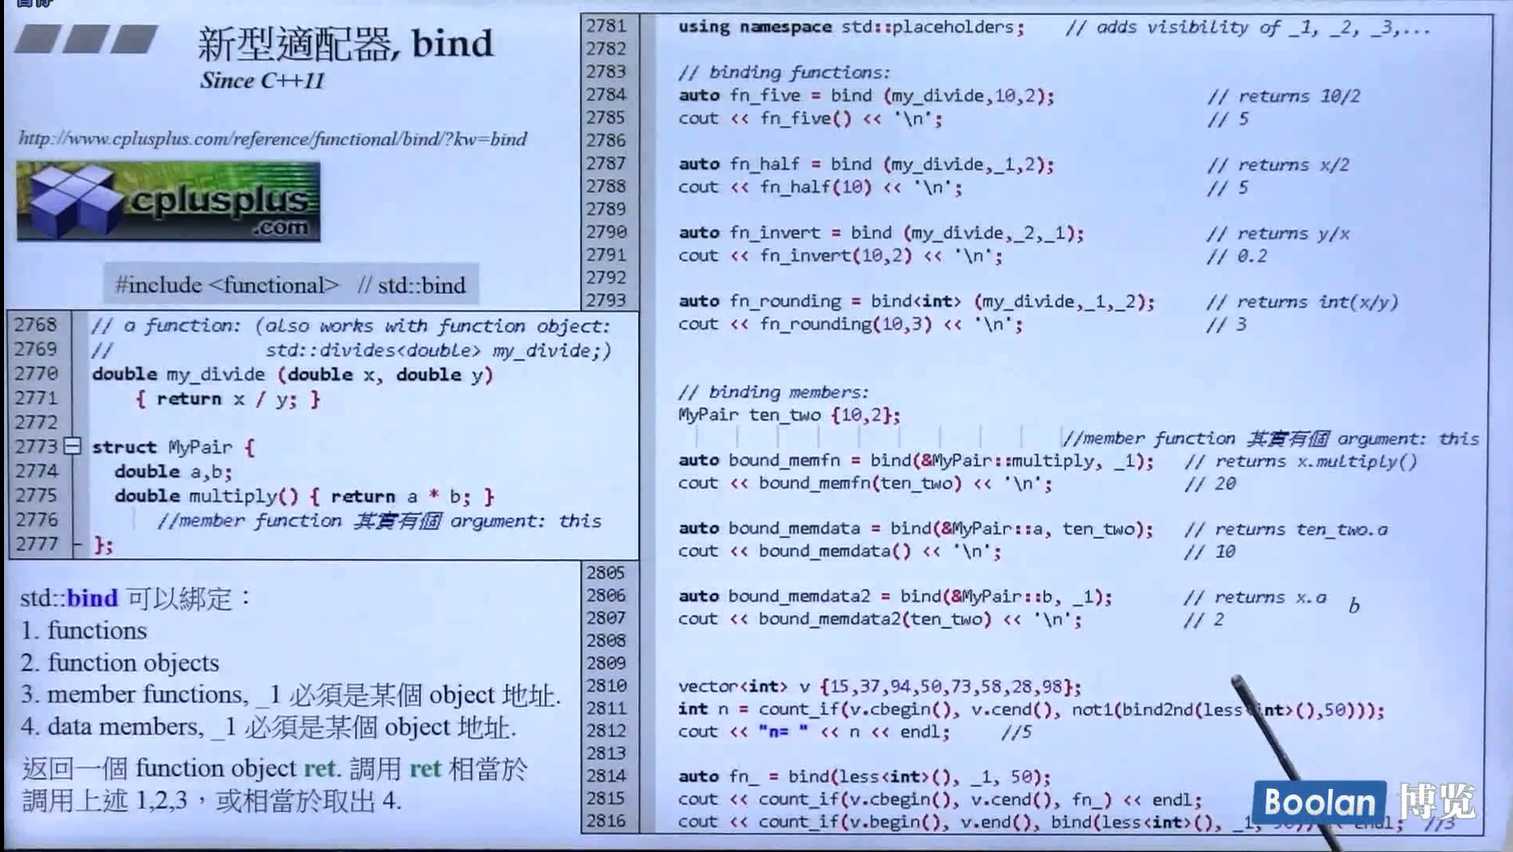 新型適配器, bind
Since C++11
http://www.cplusplus.com/reference/functional/bind/?kw=bind
cplusplus
.com
#include <functional>   // std::bind
2768 // a function: (also works with function object:
2769 //              std::divides<double> my_divide;)
2770 double my_divide (double x, double y)
2771     { return x / y; }
2772
2773 struct MyPair {
2774   double a,b;
2775   double multiply() { return a * b; }
2776       //member function 其實有個 argument: this
2777 };
std::bind 可以綁定：
1. functions
2. function objects
3. member functions, _1 必須是某個 object 地址.
4. data members, _1 必須是某個 object 地址.
返回一個 function object ret. 調用 ret 相當於
調用上述 1,2,3，或相當於取出 4.
2781 using namespace std::placeholders;    // adds visibility of _1, _2, _3,...
2782
2783 // binding functions:
2784 auto fn_five = bind (my_divide,10,2);    // returns 10/2
2785 cout << fn_five() << '\n';    // 5
2786
2787 auto fn_half = bind (my_divide,_1,2);    // returns x/2
2788 cout << fn_half(10) << '\n';    // 5
2789
2790 auto fn_invert = bind (my_divide,_2,_1);    // returns y/x
2791 cout << fn_invert(10,2) << '\n';    // 0.2
2792
2793 auto fn_rounding = bind<int> (my_divide,_1,_2);    // returns int(x/y)
cout << fn_rounding(10,3) << '\n';    // 3
// binding members:
MyPair ten_two {10,2};
//member function 其實有個 argument: this
auto bound_memfn = bind(&MyPair::multiply, _1);    // returns x.multiply()
cout << bound_memfn(ten_two) << '\n';    // 20
auto bound_memdata = bind(&MyPair::a, ten_two);    // returns ten_two.a
cout << bound_memdata() << '\n';    // 10
2805
2806 auto bound_memdata2 = bind(&MyPair::b, _1);    // returns x.a b
2807 cout << bound_memdata2(ten_two) << '\n';    // 2
2808
2809
2810 vector<int> v {15,37,94,50,73,58,28,98};
2811 int n = count_if(v.cbegin(), v.cend(), not1(bind2nd(less<int>(),50)));
2812 cout << "n= " << n << endl;    //5
2813
2814 auto fn_ = bind(less<int>(), _1, 50);
2815 cout << count_if(v.cbegin(), v.cend(), fn_) << endl;
2816 cout << count_if(v.begin(), v.end(), bind(less<int>(), _1, << endl;    //3
Boolan 博览